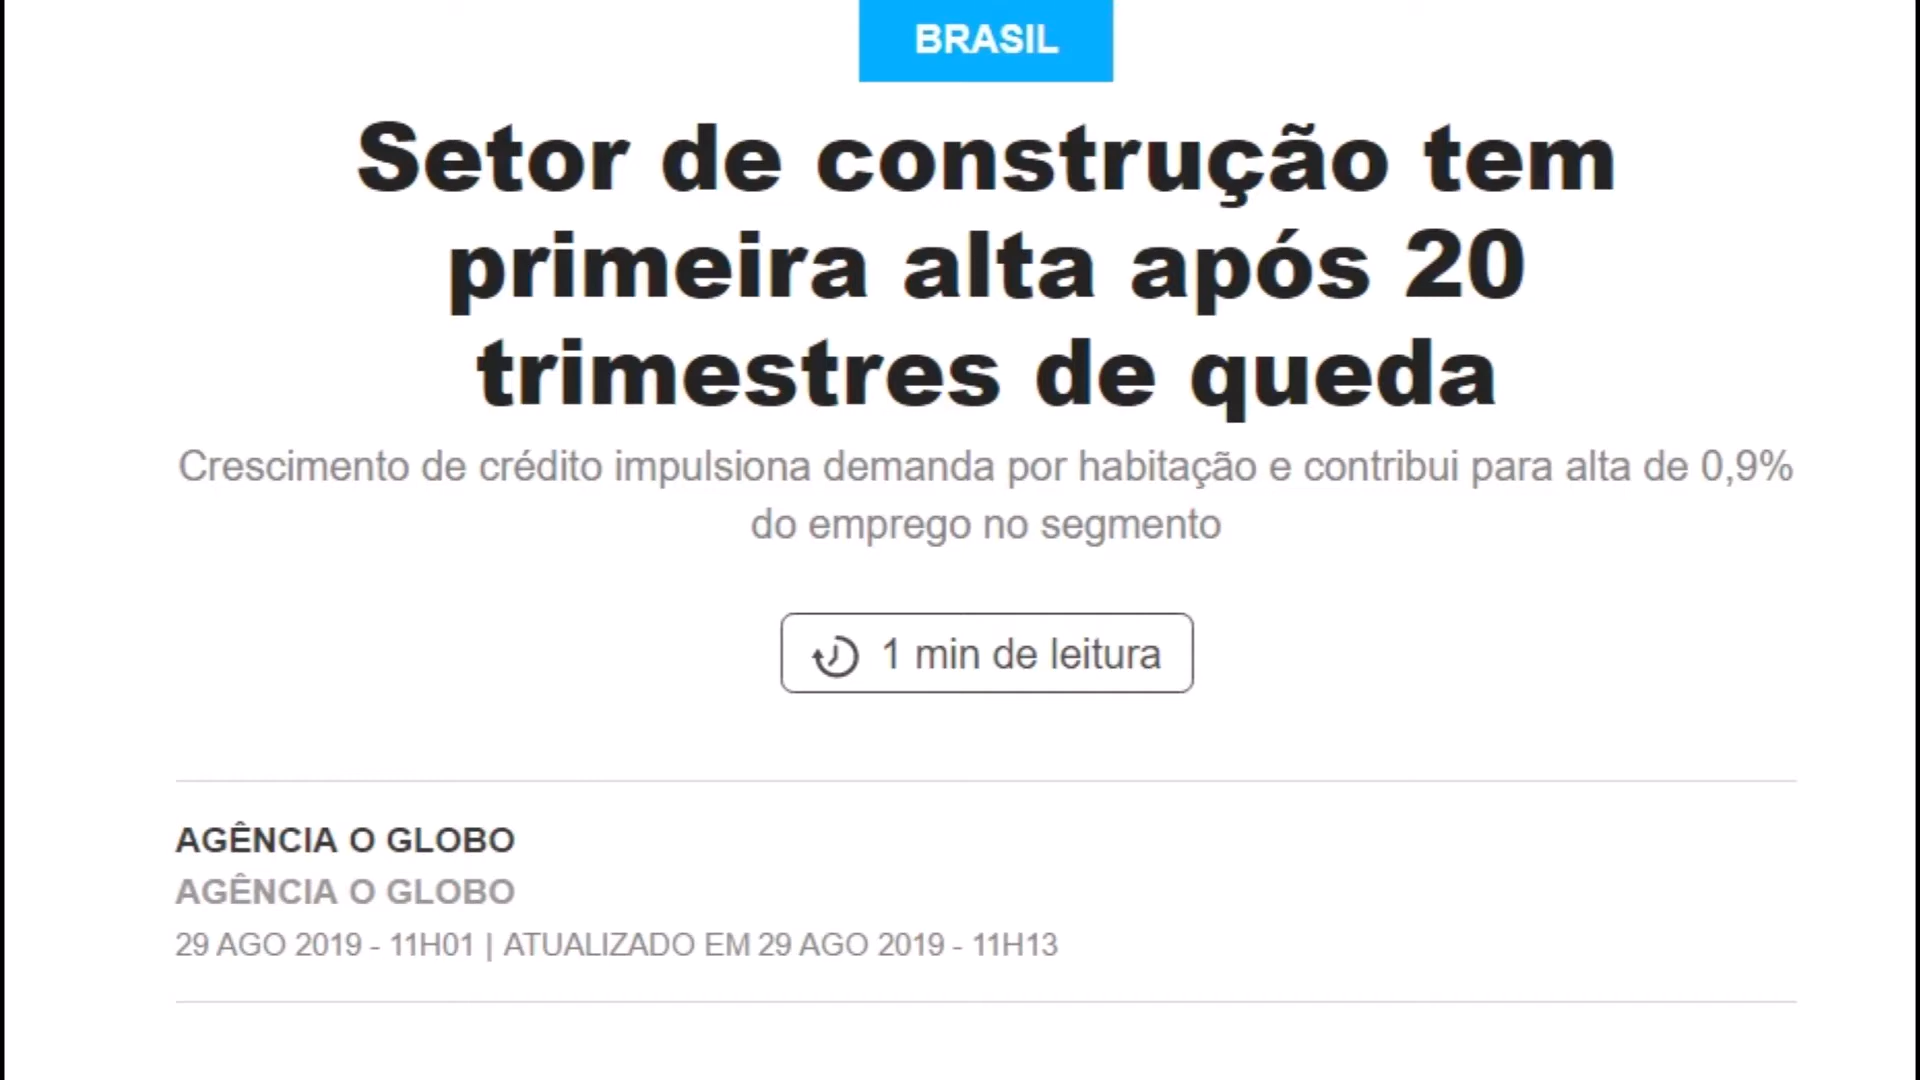 BRASIL
Setor de construção tem
primeira alta após 20
trimestres de queda
Crescimento de crédito impulsiona demanda por habitação e contribui para alta de 0,9%
do emprego no segmento
1 min de leitura
AGÊNCIA O GLOBO
AGÊNCIA O GLOBO
29 AGO 2019 - 11H01 | ATUALIZADO EM 29 AGO 2019 - 11H13